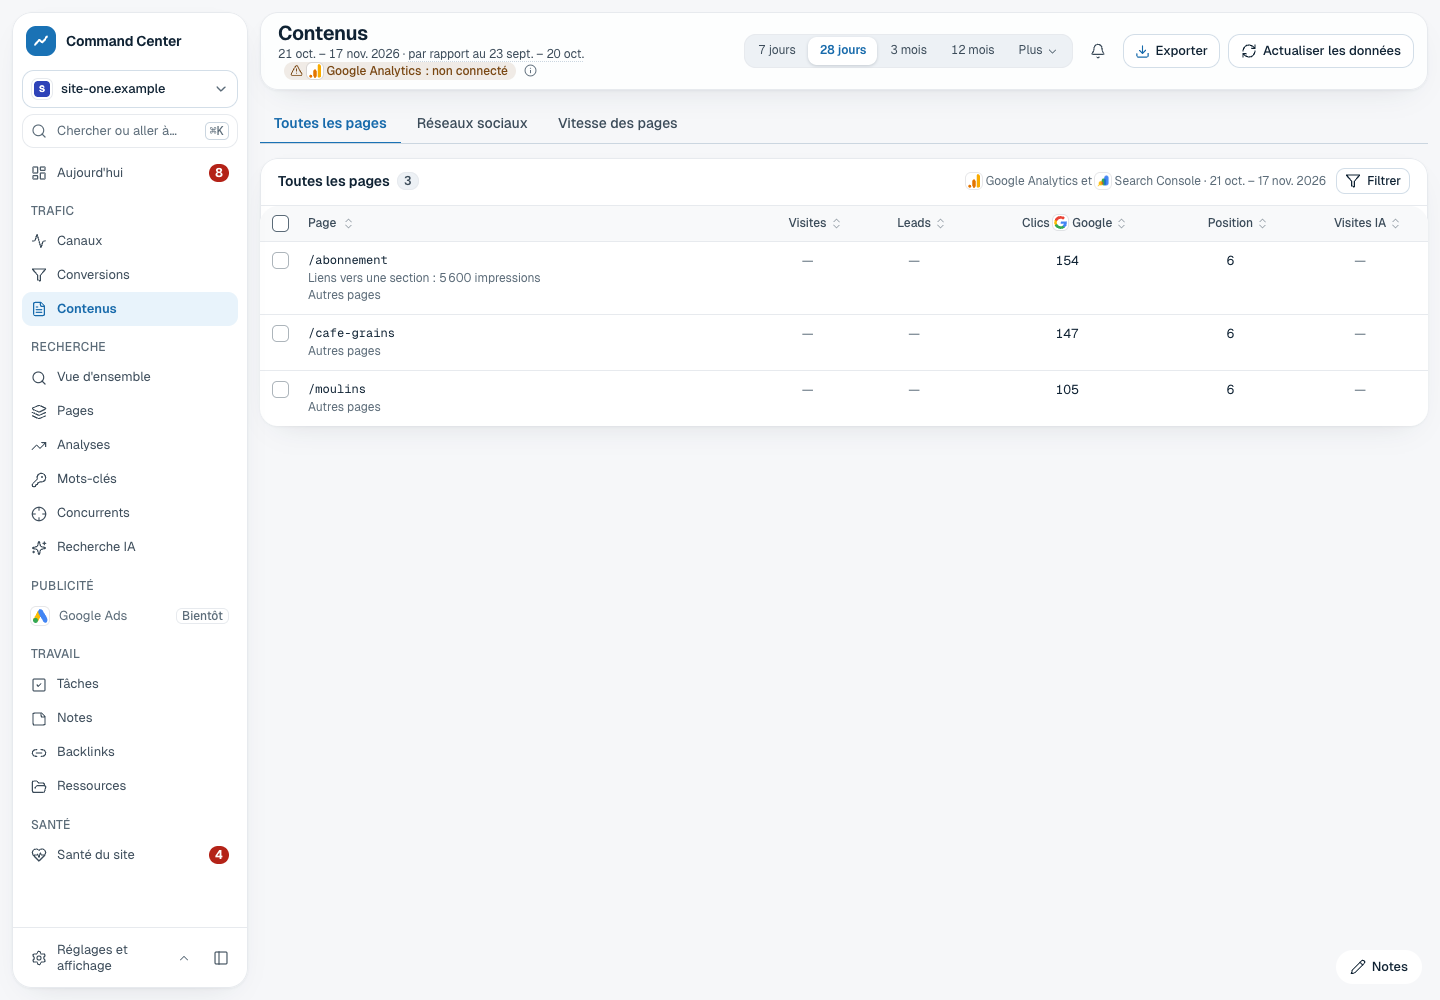 Command Center
S site-one.example
Chercher ou aller à... ⌘K
Aujourd'hui 8
TRAFIC
Canaux
Conversions
Contenus
RECHERCHE
Vue d'ensemble
Pages
Analyses
Mots-clés
Concurrents
Recherche IA
PUBLICITÉ
Google Ads Bientôt
TRAVAIL
Tâches
Notes
Backlinks
Ressources
SANTÉ
Santé du site 4
Réglages et
affichage
Contenus
21 oct. – 17 nov. 2026 · par rapport au 23 sept. – 20 oct.
Google Analytics : non connecté
7 jours 28 jours 3 mois 12 mois Plus
Exporter
Actualiser les données
Toutes les pages Réseaux sociaux Vitesse des pages
Toutes les pages 3
Google Analytics et Search Console · 21 oct. – 17 nov. 2026 Filtrer
Page Visites Leads Clics Google Position Visites IA
/abonnement — — 154 6 —
Liens vers une section : 5 600 impressions
Autres pages
/cafe-grains — — 147 6 —
Autres pages
/moulins — — 105 6 —
Autres pages
Notes